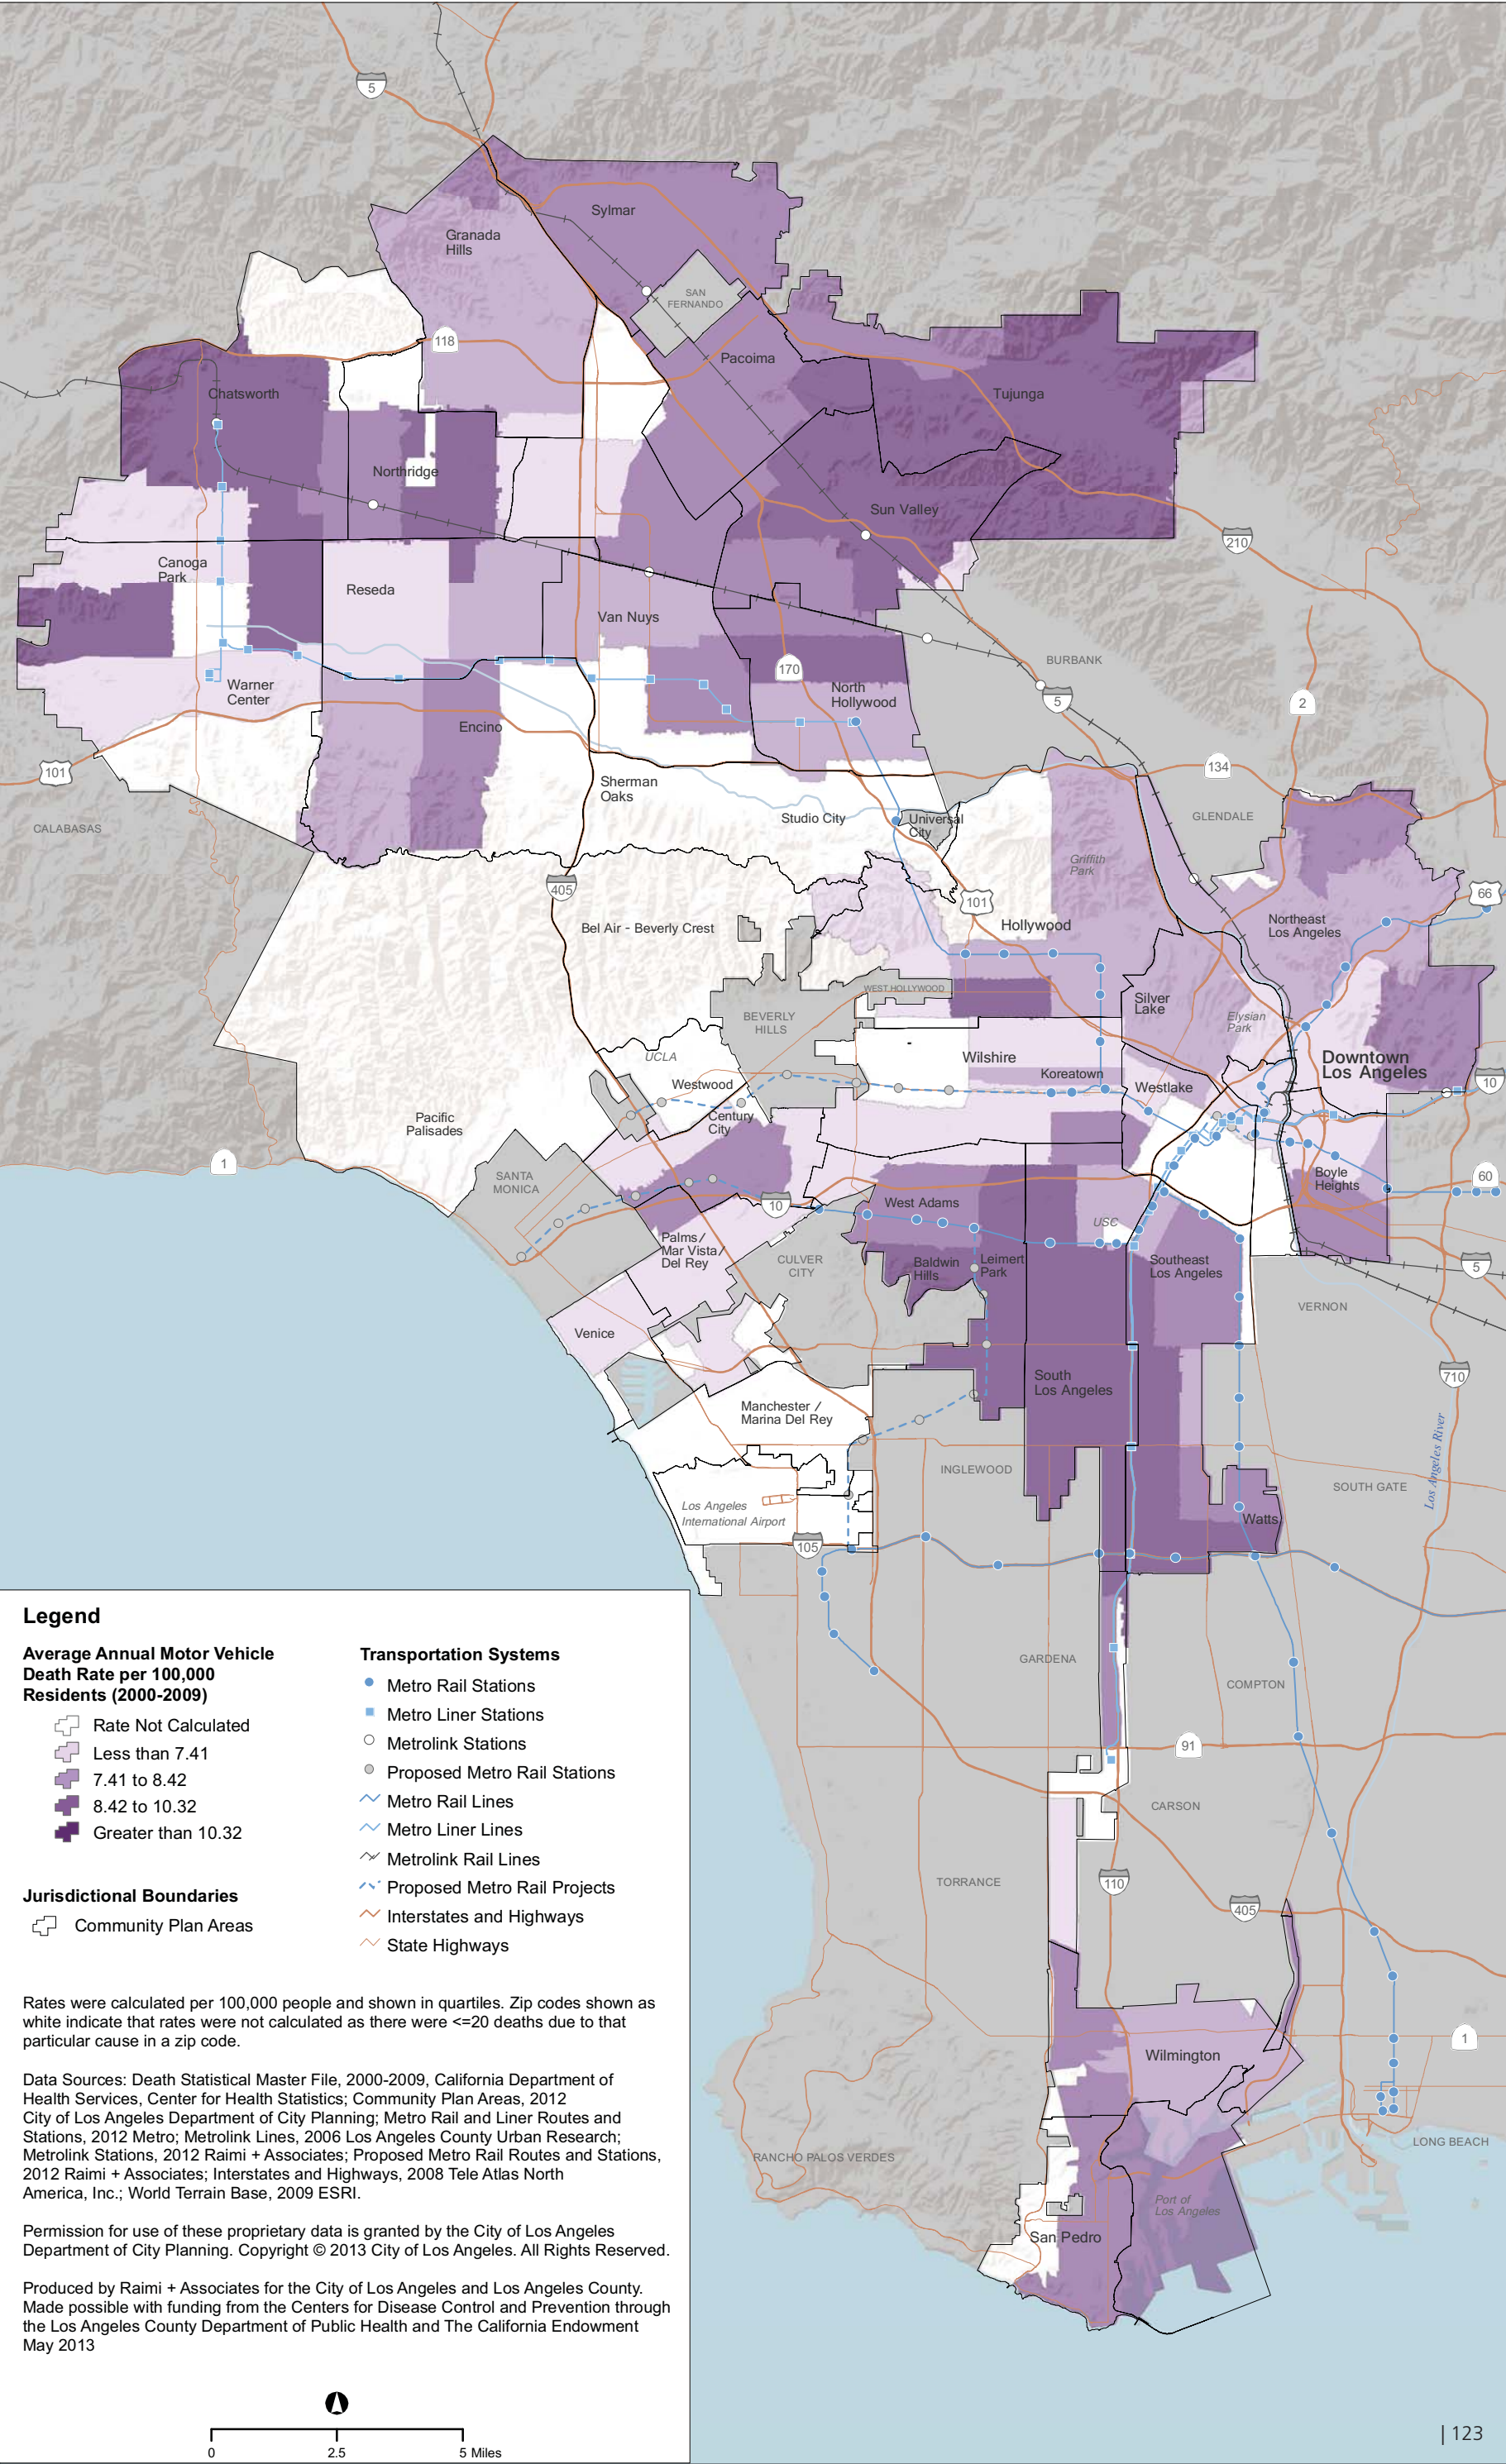 5
Sylmar
Granada
Hills
SAN
FERNANDO
118
Pacoima
Chatsworth
Tujunga
Northridge
Sun Valley
210
Canoga
Park
Reseda
Van Nuys
BURBANK
170
North
Hollywood
5
2
Warner
Center
Encino
101
134
Sherman
Oaks
CALABASAS
Studio City
Universal
City
GLENDALE
Griffith
Park
405
101
66
Bel Air - Beverly Crest
Hollywood
Northeast
Los Angeles
WEST HOLLYWOOD
BEVERLY
HILLS
Silver
Lake
Elysian
Park
UCLA
Wilshire
Downtown
Los Angeles
Westwood
Koreatown
Westlake
10
Century
City
Pacific
Palisades
1
SANTA
MONICA
Boyle
Heights
60
10
West Adams
USC
Palms/
Mar Vista/
Del Rey
CULVER
CITY
Baldwin
Hills
Leimert
Park
Southeast
Los Angeles
5
VERNON
Venice
710
South
Los Angeles
Manchester /
Marina Del Rey
Los Angeles River
INGLEWOOD
SOUTH GATE
Los Angeles
International Airport
Watts
105
GARDENA
COMPTON
91
CARSON
TORRANCE
110
405
Wilmington
1
LONG BEACH
RANCHO PALOS VERDES
Port of
Los Angeles
San Pedro
Legend
Average Annual Motor Vehicle
Death Rate per 100,000
Residents (2000-2009)
Rate Not Calculated
Less than 7.41
7.41 to 8.42
8.42 to 10.32
Greater than 10.32
Jurisdictional Boundaries
Community Plan Areas
Transportation Systems
Metro Rail Stations
Metro Liner Stations
Metrolink Stations
Proposed Metro Rail Stations
Metro Rail Lines
Metro Liner Lines
Metrolink Rail Lines
Proposed Metro Rail Projects
Interstates and Highways
State Highways
Rates were calculated per 100,000 people and shown in quartiles. Zip codes shown as
white indicate that rates were not calculated as there were <=20 deaths due to that
particular cause in a zip code.
Data Sources: Death Statistical Master File, 2000-2009, California Department of
Health Services, Center for Health Statistics; Community Plan Areas, 2012
City of Los Angeles Department of City Planning; Metro Rail and Liner Routes and
Stations, 2012 Metro; Metrolink Lines, 2006 Los Angeles County Urban Research;
Metrolink Stations, 2012 Raimi + Associates; Proposed Metro Rail Routes and Stations,
2012 Raimi + Associates; Interstates and Highways, 2008 Tele Atlas North
America, Inc.; World Terrain Base, 2009 ESRI.
Permission for use of these proprietary data is granted by the City of Los Angeles
Department of City Planning. Copyright © 2013 City of Los Angeles. All Rights Reserved.
Produced by Raimi + Associates for the City of Los Angeles and Los Angeles County.
Made possible with funding from the Centers for Disease Control and Prevention through
the Los Angeles County Department of Public Health and The California Endowment
May 2013
0 2.5 5 Miles
| 123